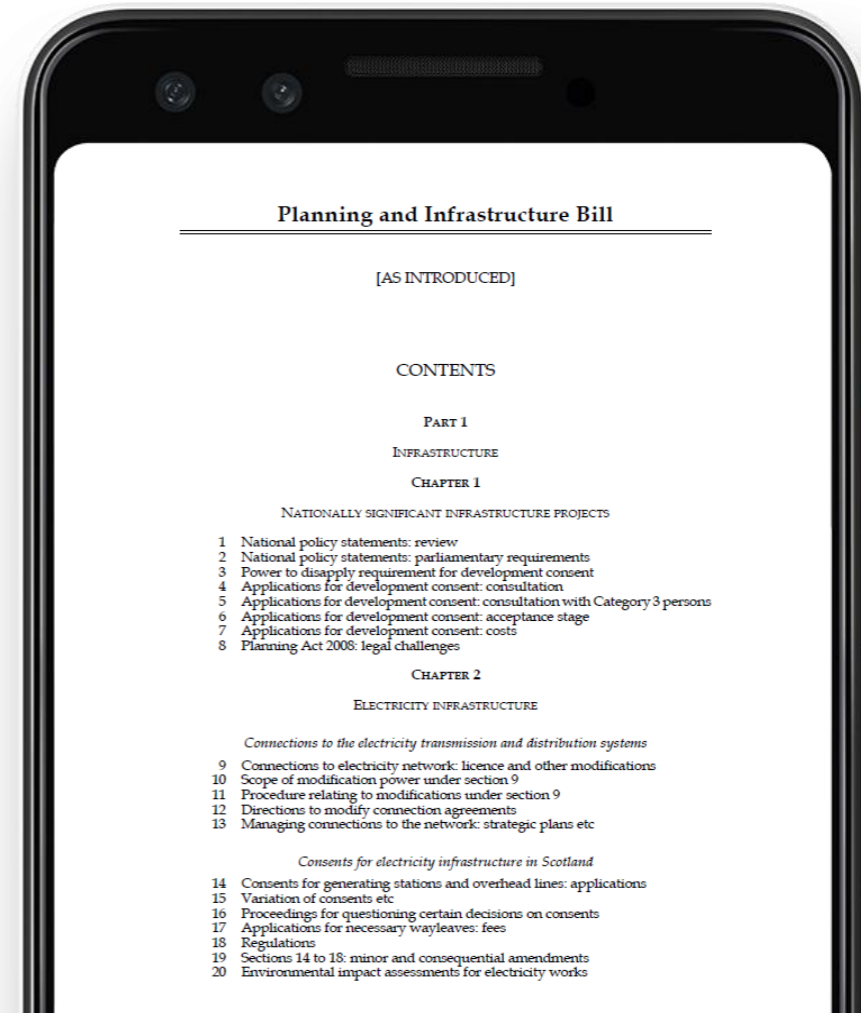 Planning and Infrastructure Bill
[AS INTRODUCED]
CONTENTS
PART 1
INFRASTRUCTURE
CHAPTER 1
NATIONALLY SIGNIFICANT INFRASTRUCTURE PROJECTS
1 National policy statements: review
2 National policy statements: parliamentary requirements
3 Power to disapply requirement for development consent
4 Applications for development consent: consultation
5 Applications for development consent: consultation with Category 3 persons
6 Applications for development consent: acceptance stage
7 Applications for development consent: costs
8 Planning Act 2008: legal challenges
CHAPTER 2
ELECTRICITY INFRASTRUCTURE
Connections to the electricity transmission and distribution systems
9 Connections to electricity network: licence and other modifications
10 Scope of modification power under section 9
11 Procedure relating to modifications under section 9
12 Directions to modify connection agreements
13 Managing connections to the network: strategic plans etc
Consents for electricity infrastructure in Scotland
14 Consents for generating stations and overhead lines: applications
15 Variation of consents etc
16 Proceedings for questioning certain decisions on consents
17 Applications for necessary wayleaves: fees
18 Regulations
19 Sections 14 to 18: minor and consequential amendments
20 Environmental impact assessments for electricity works